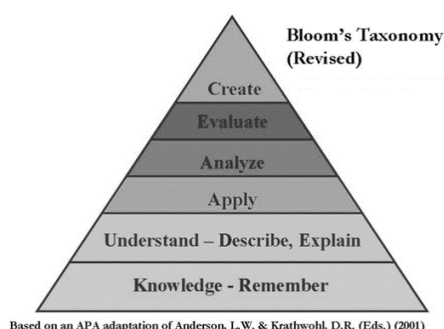 Bloom's Taxonomy
(Revised)
Create
Evaluate
Analyze
Apply
Understand – Describe, Explain
Knowledge - Remember
Based on an APA adaptation of Anderson, L.W. & Krathwohl, D.R. (Eds.) (2001)